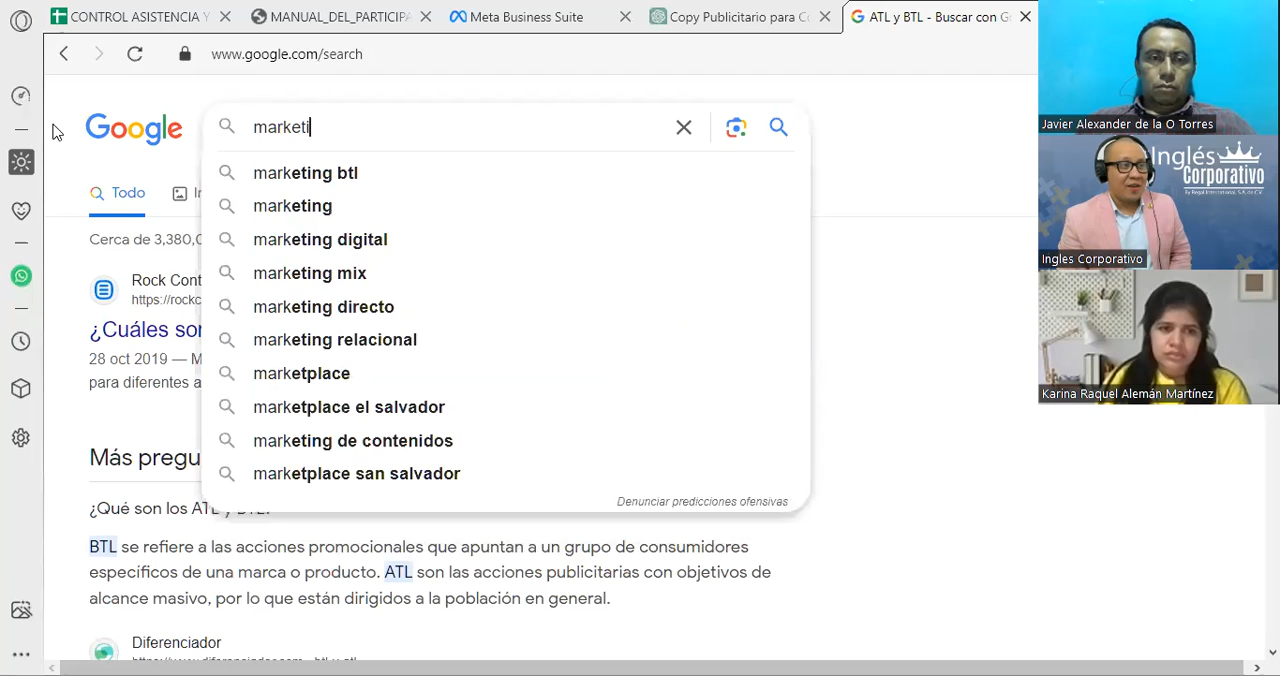 CONTROL ASISTENCIA Y
MANUAL_DEL_PARTICIPA
Meta Business Suite
Copy Publicitario para Co
ATL y BTL - Buscar con G
www.google.com/search
Google
marketi
marketing btl
marketing
marketing digital
marketing mix
marketing directo
marketing relacional
marketplace
marketplace el salvador
marketing de contenidos
marketplace san salvador
Denunciar predicciones ofensivas
Todo
Cerca de 3,380,0
Rock Cont
https://rockc
¿Cuáles son
28 oct 2019 — M
para diferentes a
Más pregu
¿Qué son los ATL y BTL?
BTL se refiere a las acciones promocionales que apuntan a un grupo de consumidores
específicos de una marca o producto. ATL son las acciones publicitarias con objetivos de
alcance masivo, por lo que están dirigidos a la población en general.
Diferenciador
Javier Alexander de la O Torres
Inglés
Corporativo
By Regal International, S.A. de C.V.
Ingles Corporativo
Karina Raquel Alemán Martínez